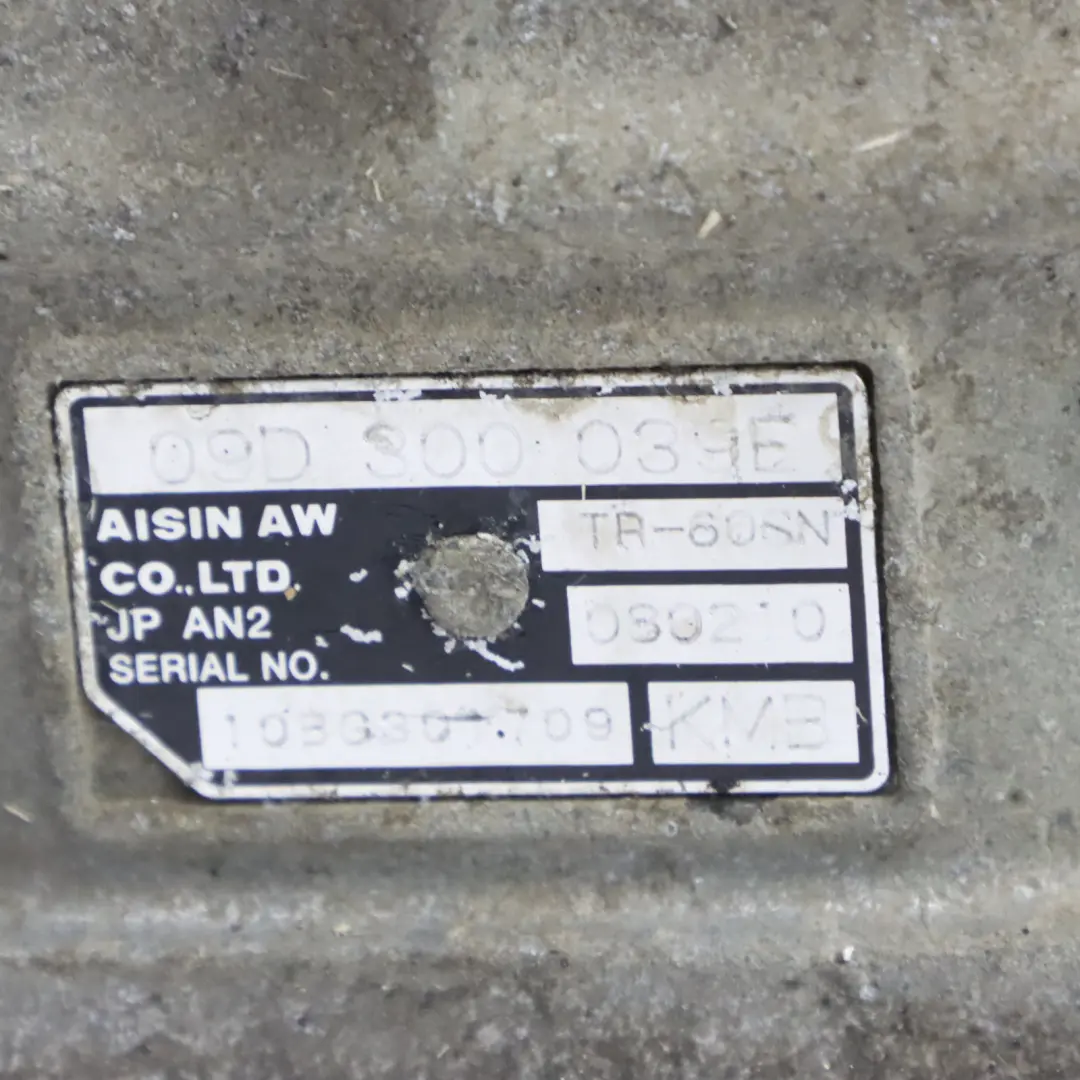 09D 300 039E
AISIN AW
TR-60SN
CO.,LTD.
JP AN2
SERIAL NO.
KMB